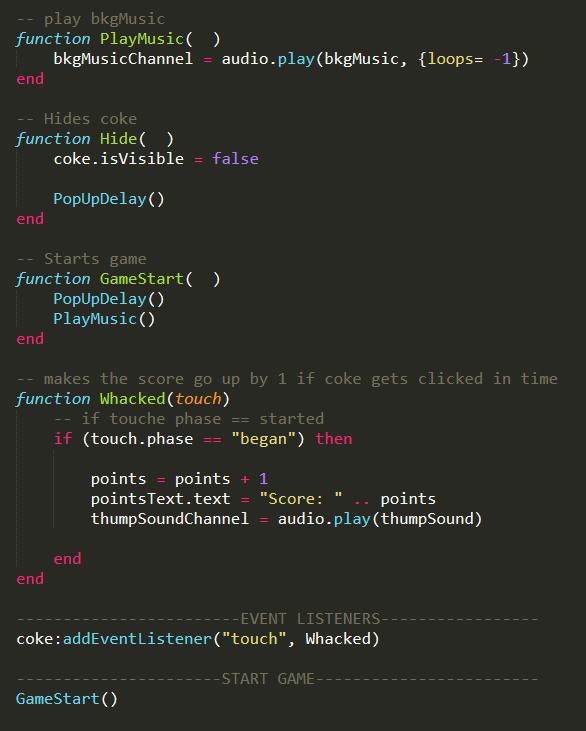 -- play bkgMusic
function PlayMusic(  )
    bkgMusicChannel = audio.play(bkgMusic, {loops= -1})
end

-- Hides coke
function Hide(  )
    coke.isVisible = false

    PopUpDelay()
end

-- Starts game
function GameStart(  )
    PopUpDelay()
    PlayMusic()
end

-- makes the score go up by 1 if coke gets clicked in time
function Whacked(touch)
    -- if touche phase == started
    if (touch.phase == "began") then

        points = points + 1
        pointsText.text = "Score: " .. points
        thumpSoundChannel = audio.play(thumpSound)

    end
end

------------------------EVENT LISTENERS-----------------
coke:addEventListener("touch", Whacked)

----------------------START GAME------------------------
GameStart()